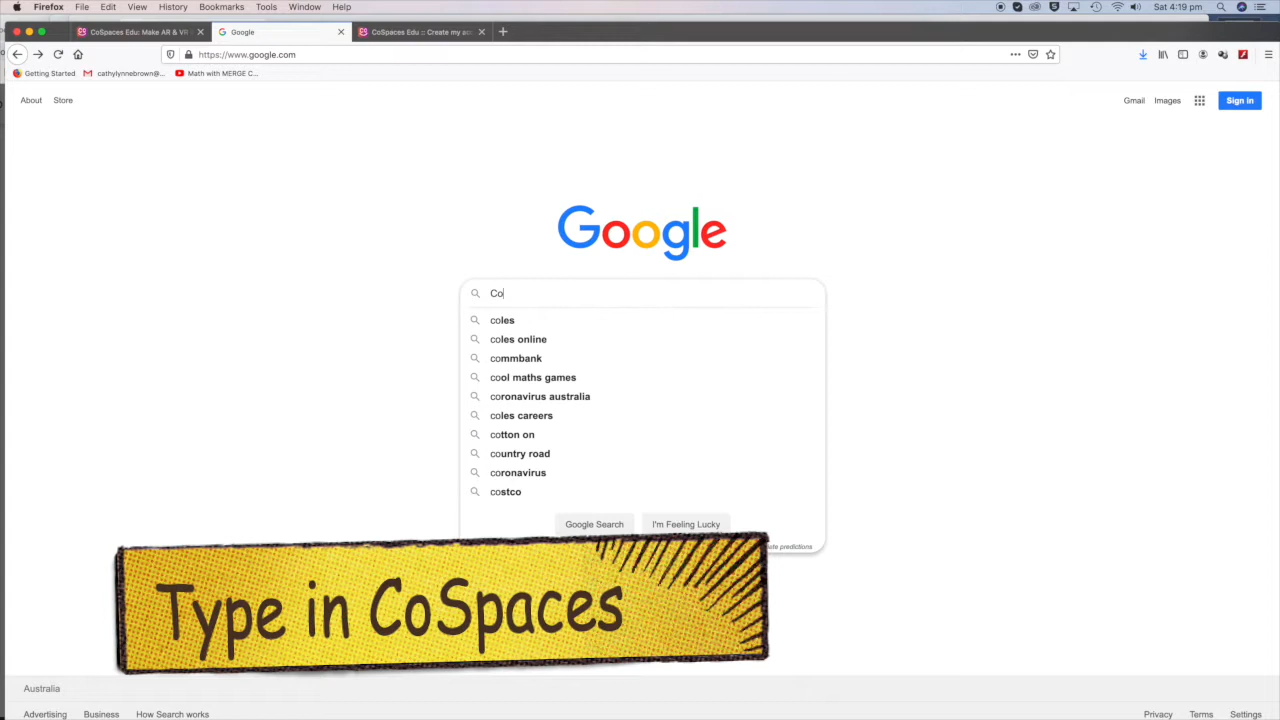 Firefox File Edit View History Bookmarks Tools Window Help Sat 4:19 pm
CoSpaces Edu: Make AR & VR Google CoSpaces Edu :: Create my acc
https://www.google.com
Getting Started cathylynnebrown@... Math with MERGE C...
About Store Gmail Images Sign in
Google
Co
coles
coles online
commbank
cool maths games
coronavirus australia
coles careers
cotton on
country road
coronavirus
costco
Google Search I'm Feeling Lucky
predictions
Type in CoSpaces
Australia
Advertising Business How Search works Privacy Terms Settings